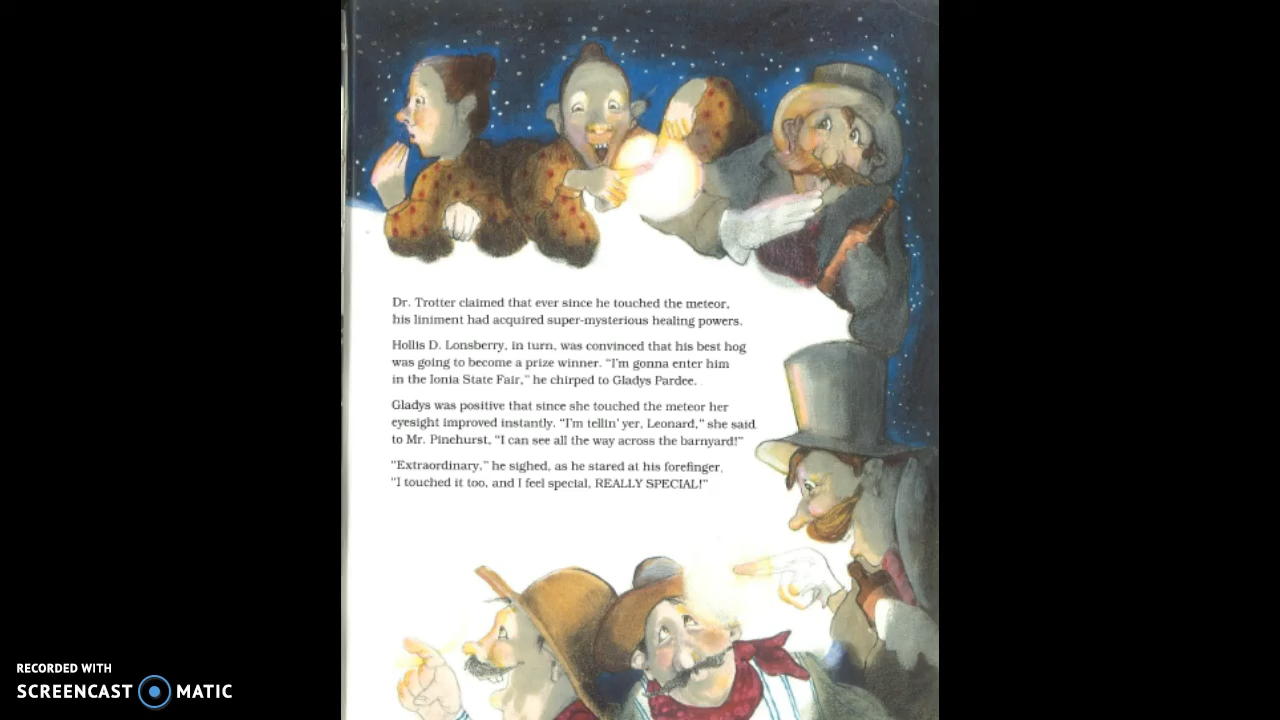 Dr. Trotter claimed that ever since he touched the meteor,
his liniment had acquired super-mysterious healing powers.
Hollis D. Lonsberry, in turn, was convinced that his best hog
was going to become a prize winner. “I’m gonna enter him
in the Ionia State Fair,” he chirped to Gladys Pardee.
Gladys was positive that since she touched the meteor her
eyesight improved instantly. “I’m tellin’ yer, Leonard,” she said
to Mr. Pinehurst, “I can see all the way across the barnyard!”
“Extraordinary,” he sighed, as he stared at his forefinger,
“I touched it too, and I feel special, REALLY SPECIAL!”
RECORDED WITH
SCREENCAST MATIC